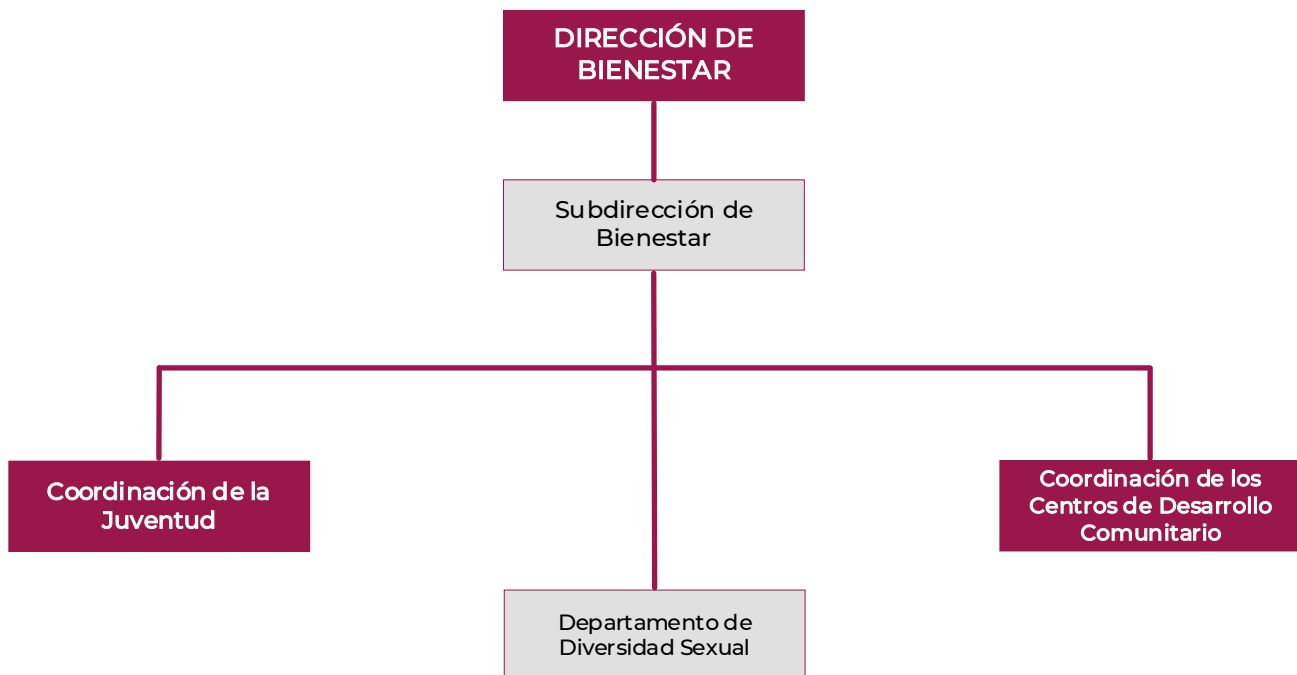 DIRECCIÓN DE
BIENESTAR
Subdirección de
Bienestar
Coordinación de la
Juventud
Coordinación de los
Centros de Desarrollo
Comunitario
Departamento de
Diversidad Sexual